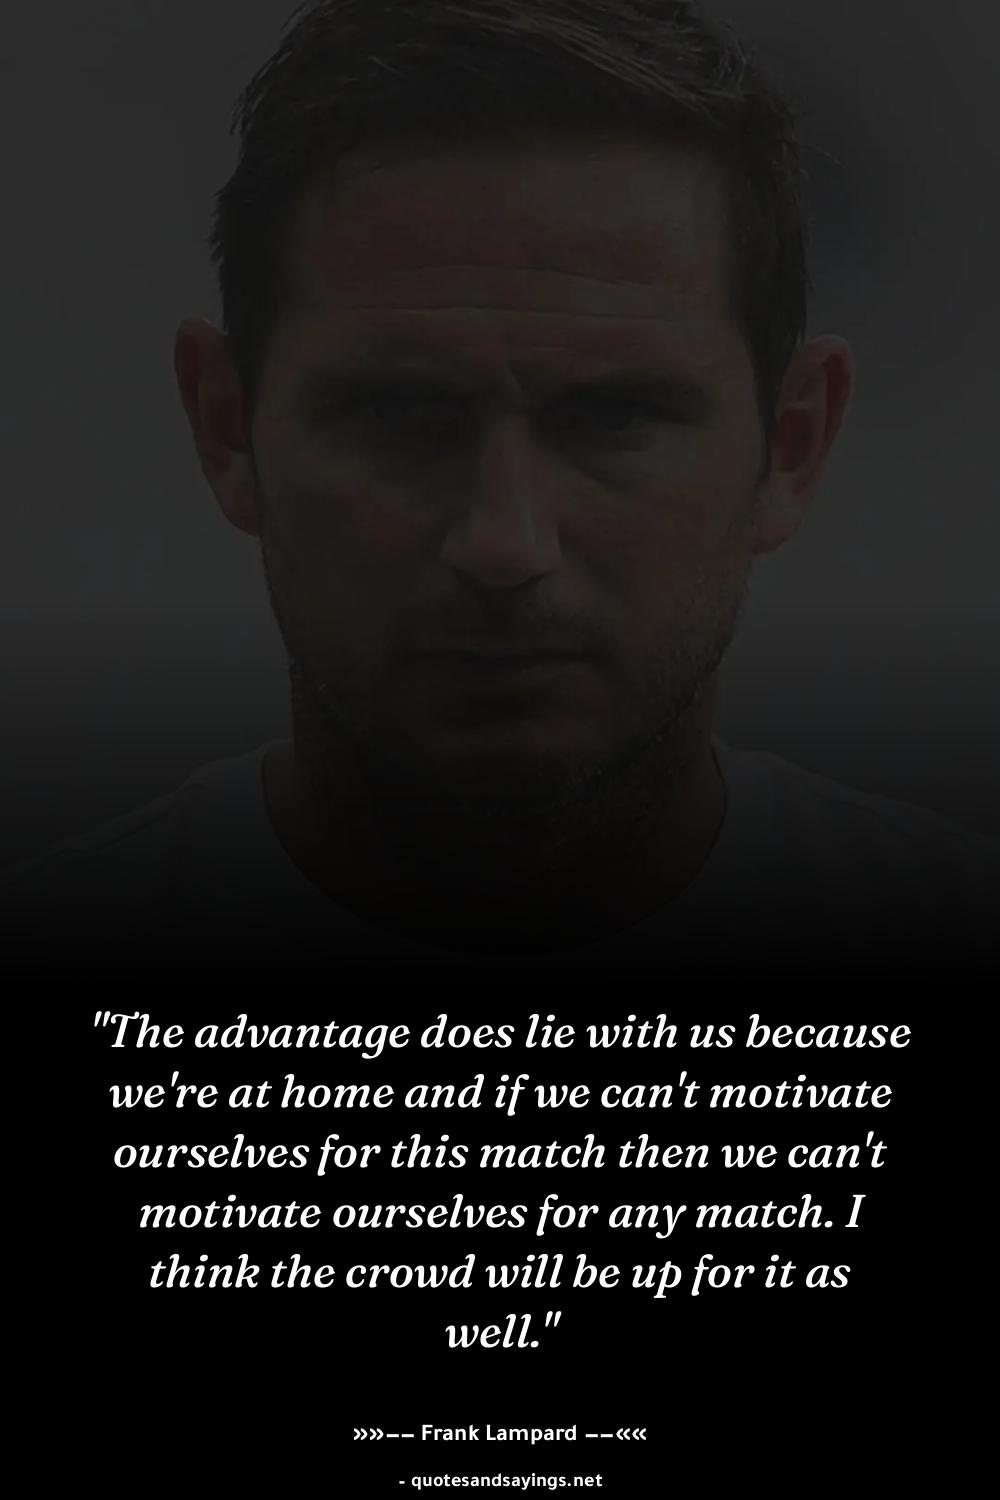 "The advantage does lie with us because
we're at home and if we can't motivate
ourselves for this match then we can't
motivate ourselves for any match. I
think the crowd will be up for it as
well."
»»–– Frank Lampard ––««
- quotesandsayings.net